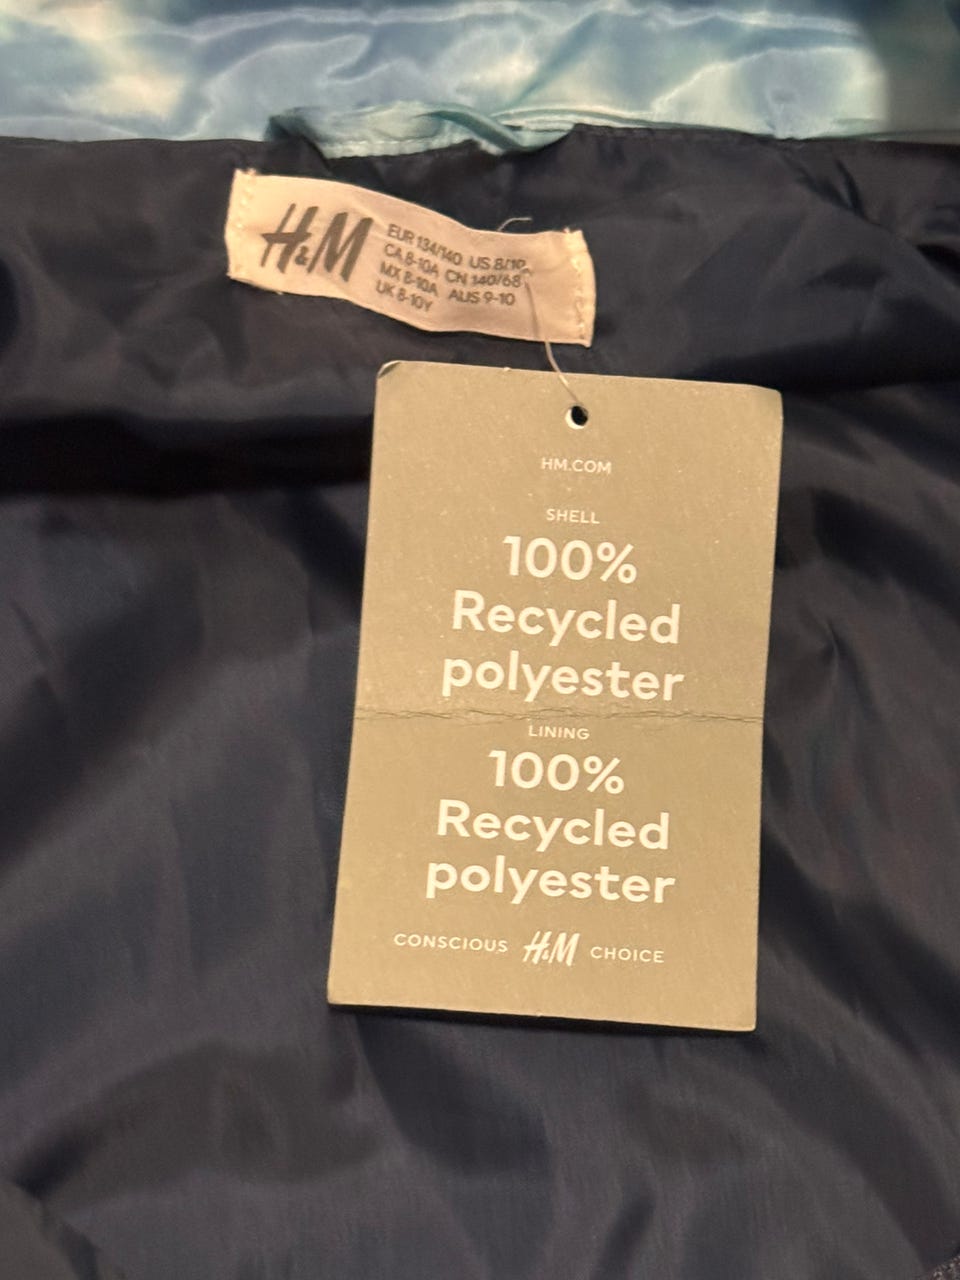 H&M
EUR 134/140 US 8/10
CA 8-10A CN 140/68
MX 8-10A AUS 9-10
UK 8-10Y
HM.COM
SHELL
100%
Recycled
polyester
LINING
100%
Recycled
polyester
CONSCIOUS H&M CHOICE